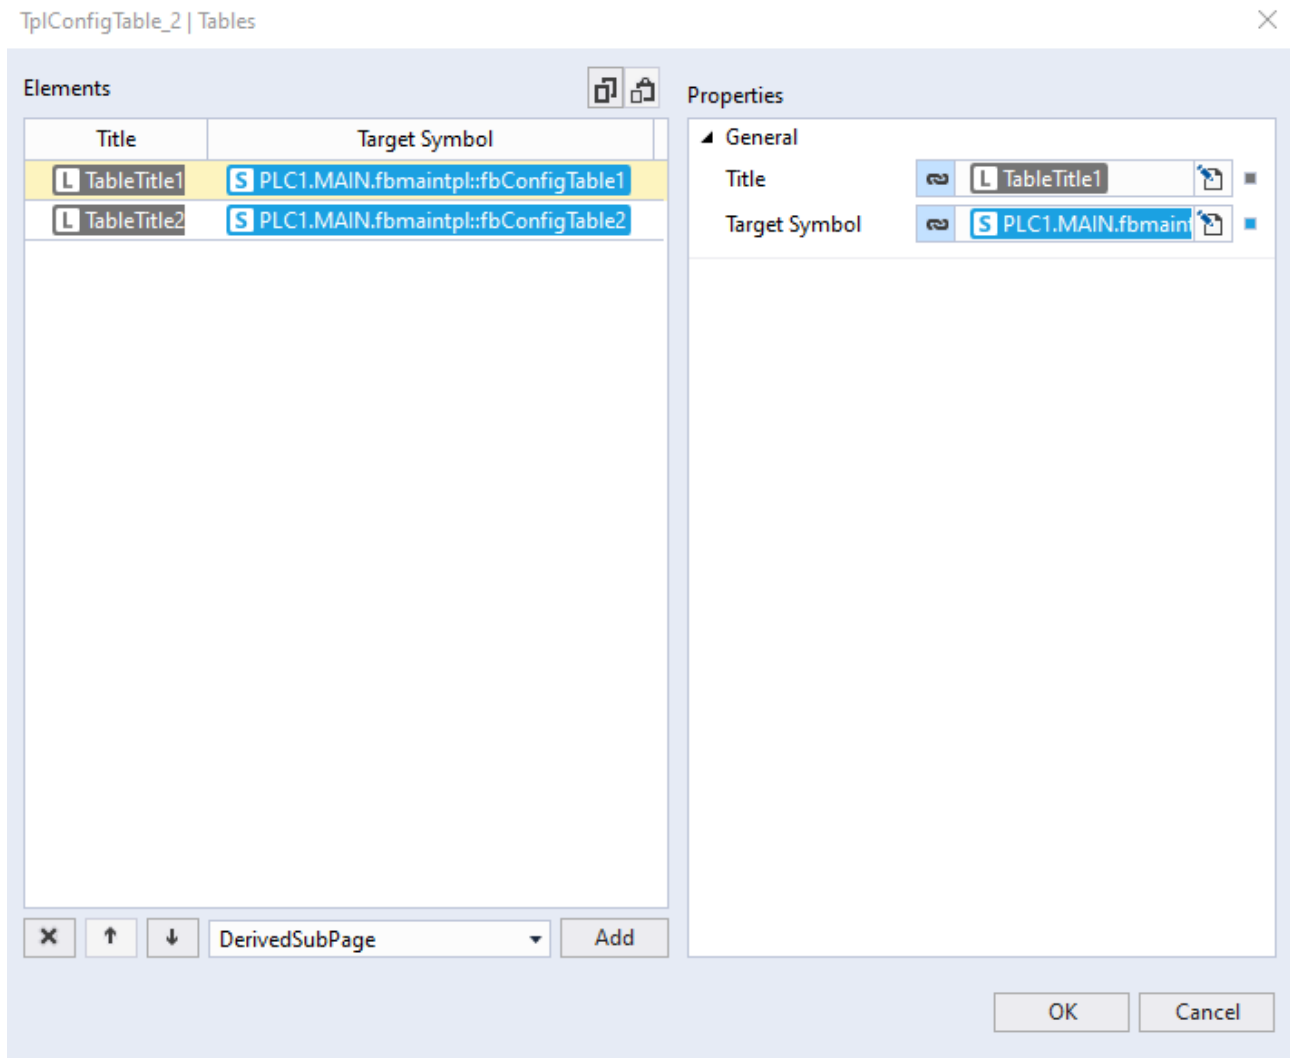 TplConfigTable_2 | Tables
Elements
Properties
Title Target Symbol
L TableTitle1 S PLC1.MAIN.fbmaintpl::fbConfigTable1
L TableTitle2 S PLC1.MAIN.fbmaintpl::fbConfigTable2
General
Title L TableTitle1
Target Symbol S PLC1.MAIN.fbmaint
DerivedSubPage Add
OK Cancel